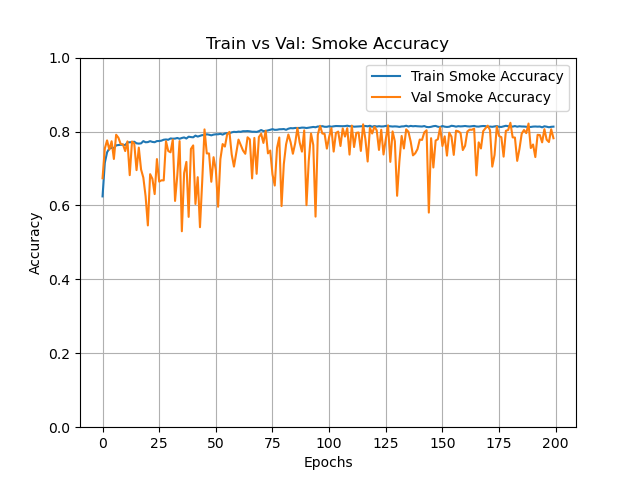 Train vs Val: Smoke Accuracy
1.0
0.8
0.6
0.4
0.2
0.0
Accuracy
Train Smoke Accuracy
Val Smoke Accuracy
0 25 50 75 100 125 150 175 200
Epochs